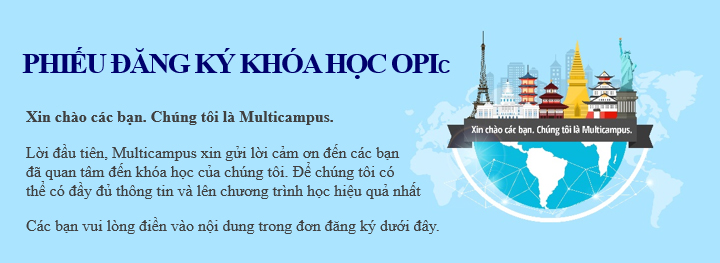 PHIẾU ĐĂNG KÝ KHÓA HỌC OPIc
Xin chào các bạn. Chúng tôi là Multicampus.
Xin chào các bạn. Chúng tôi là Multicampus.
Lời đầu tiên, Multicampus xin gửi lời cảm ơn đến các bạn
đã quan tâm đến khóa học của chúng tôi. Để chúng tôi có
thể có đầy đủ thông tin và lên chương trình học hiệu quả nhất
Các bạn vui lòng điền vào nội dung trong đơn đăng ký dưới đây.